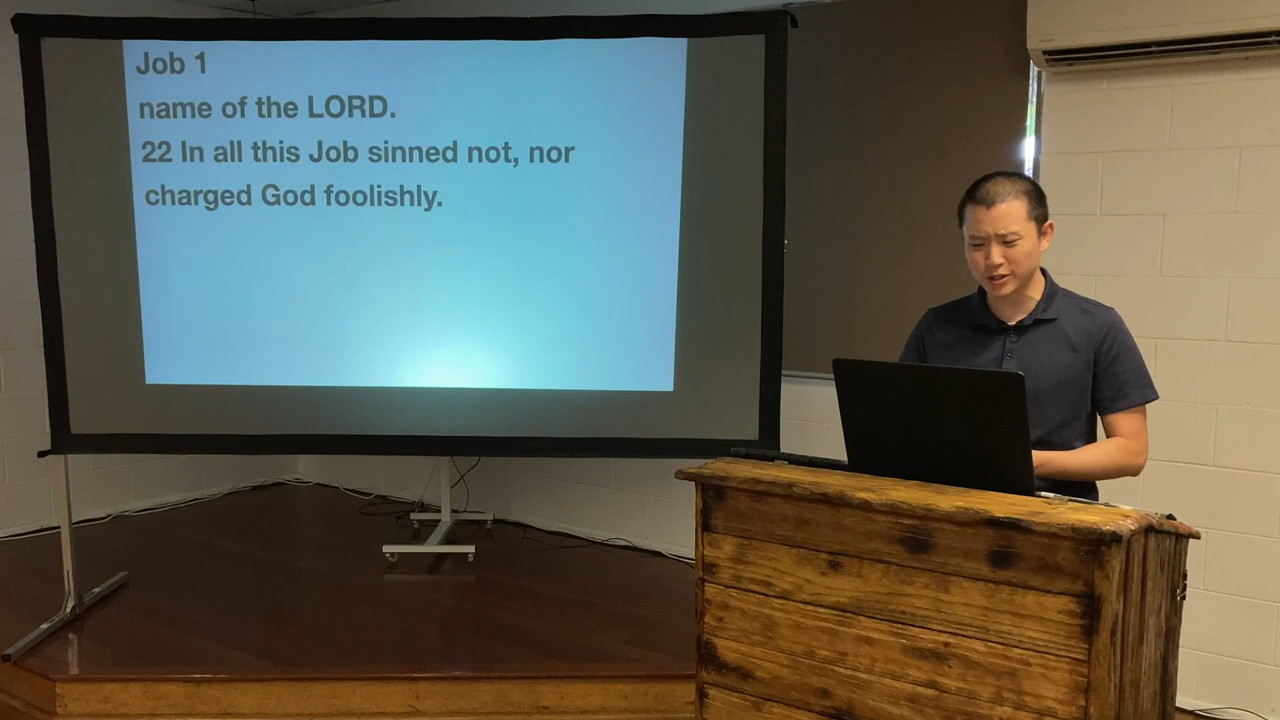 Job 1
name of the LORD.
22 In all this Job sinned not, nor
charged God foolishly.